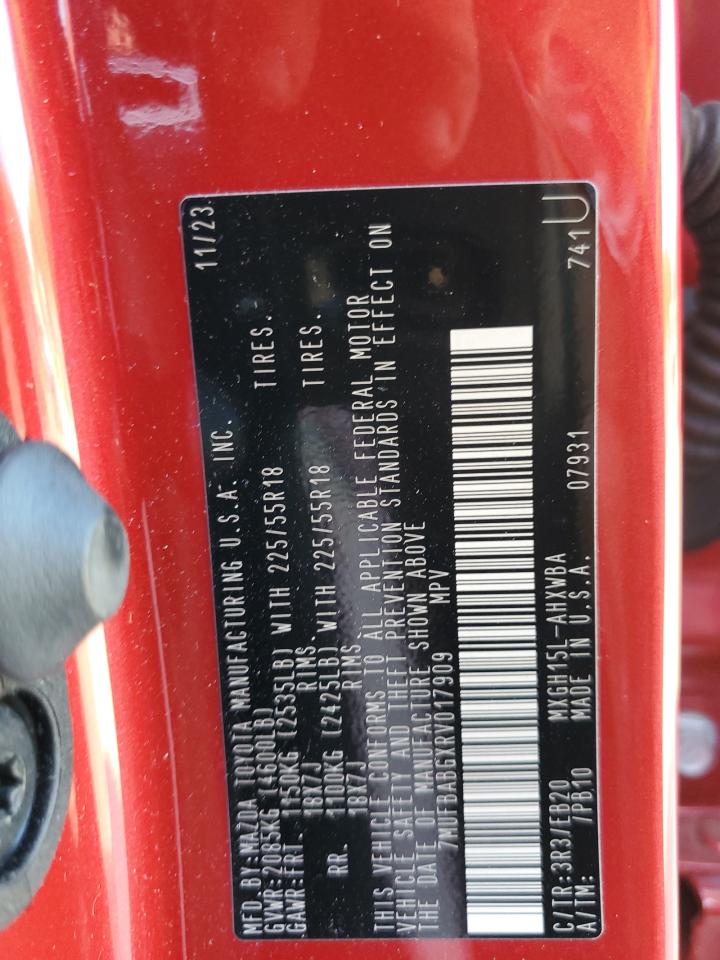 MFD.BY:MAZDA TOYOTA MANUFACTURING U.S.A. INC. 11/23
GVWR:2085KG (4600LB)
GAWR:FRT. 1150KG (2535LB) WITH 225/55R18 TIRES.
18X7J RIMS.
RR. 1100KG (2425LB) WITH 225/55R18 TIRES.
18X7J RIMS.
THIS VEHICLE CONFORMS TO ALL APPLICABLE FEDERAL MOTOR
VEHICLE SAFETY AND THEFT PREVENTION STANDARDS IN EFFECT ON
THE DATE OF MANUFACTURE SHOWN ABOVE
7MUFBABGXRV017909 MPV
C/TR:3R3/EB20 MXGH15L-AHXWBA 07931 741U
A/TM: /PB10 MADE IN U.S.A.